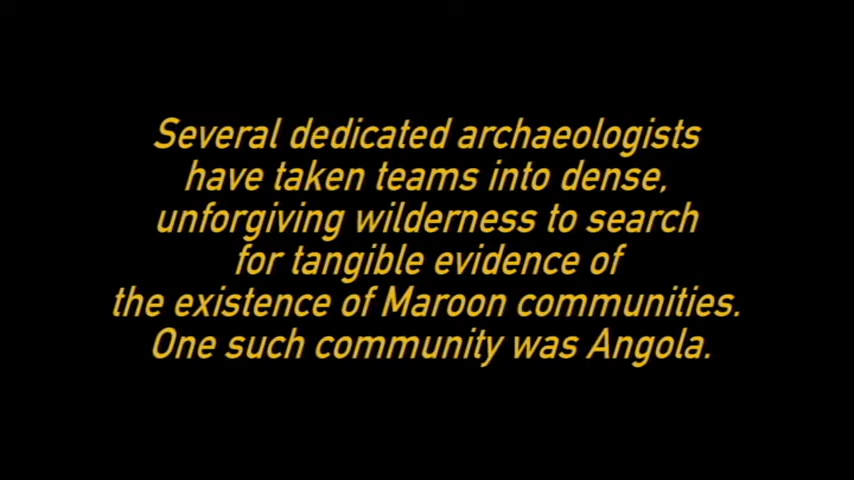 Several dedicated archaeologists
have taken teams into dense,
unforgiving wilderness to search
for tangible evidence of
the existence of Maroon communities.
One such community was Angola.